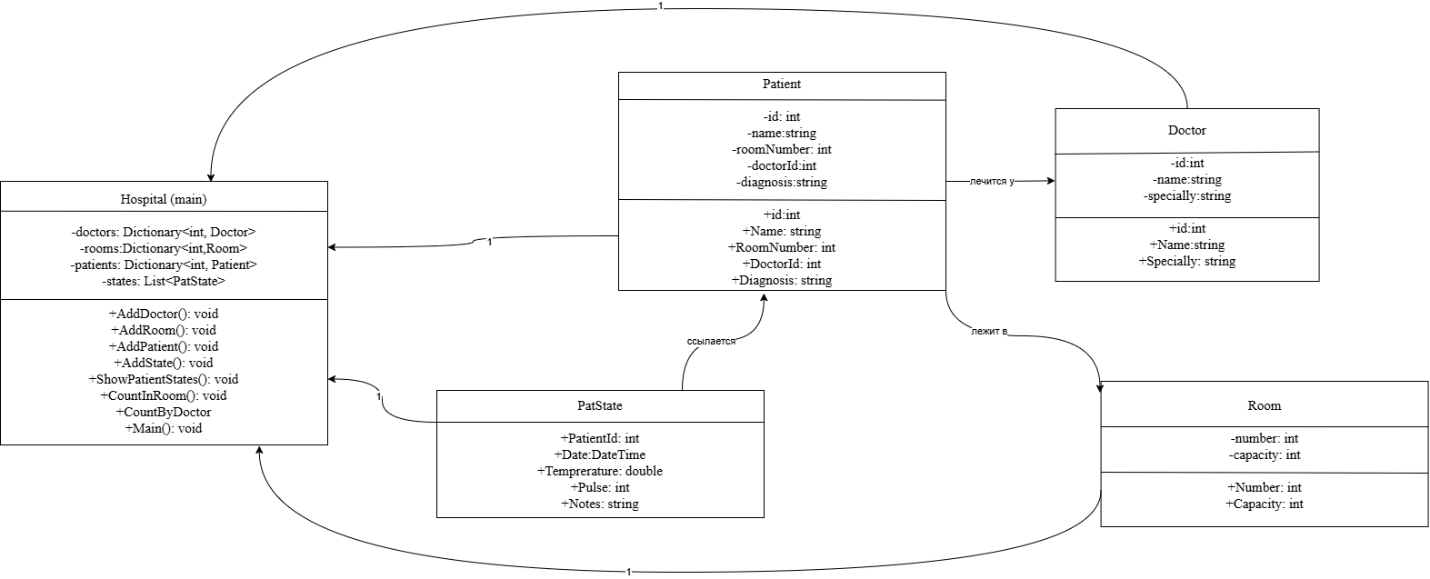 1
Patient
-id: int
-name:string
-roomNumber: int
-doctorId:int
-diagnosis:string
+id:int
+Name: string
+RoomNumber: int
+DoctorId: int
+Diagnosis: string
лечится у
Doctor
-id:int
-name:string
-specially:string
+id:int
+Name:string
+Specially: string
Hospital (main)
-doctors: Dictionary<int, Doctor>
-rooms:Dictionary<int,Room>
-patients: Dictionary<int, Patient>
-states: List<PatState>
+AddDoctor(): void
+AddRoom(): void
+AddPatient(): void
+AddState(): void
+ShowPatientStates(): void
+CountInRoom(): void
+CountByDoctor
+Main(): void
1
ссылается
лежит в
1
PatState
+PatientId: int
+Date:DateTime
+Temprerature: double
+Pulse: int
+Notes: string
Room
-number: int
-capacity: int
+Number: int
+Capacity: int
1